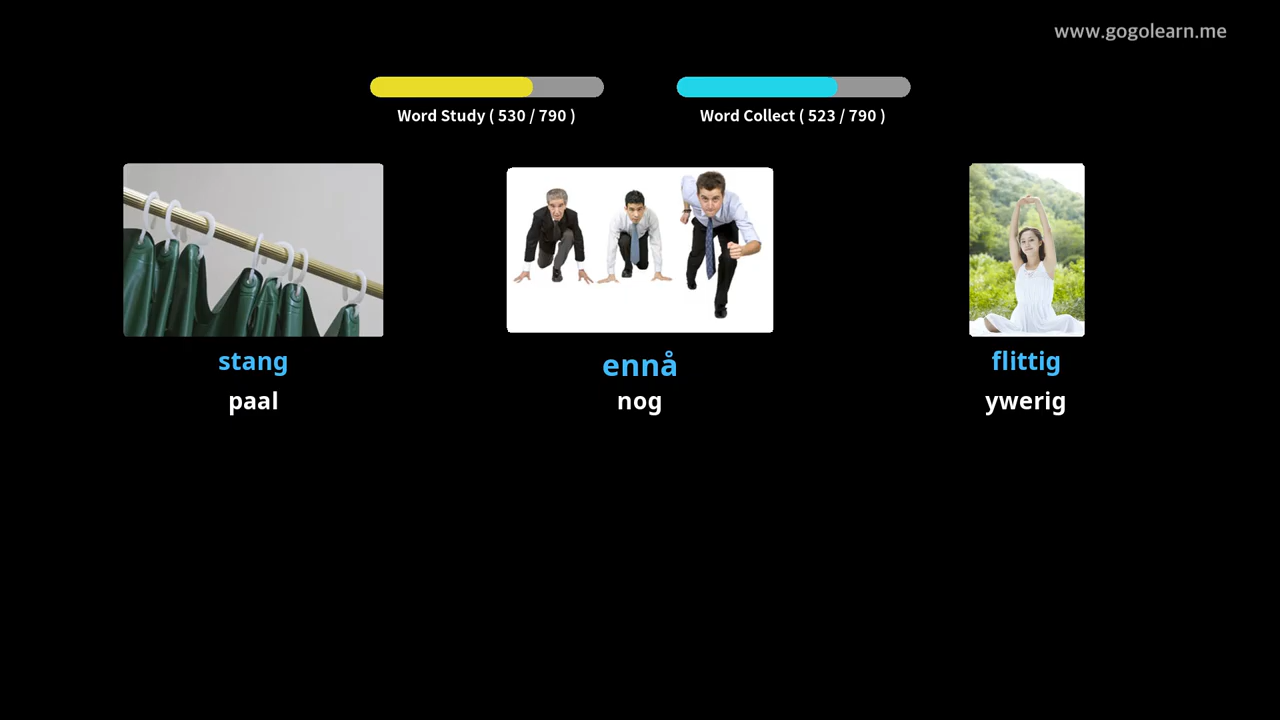 www.gogolearn.me
Word Study ( 530 / 790 )
Word Collect ( 523 / 790 )
stang
paal
ennå
nog
flittig
ywerig